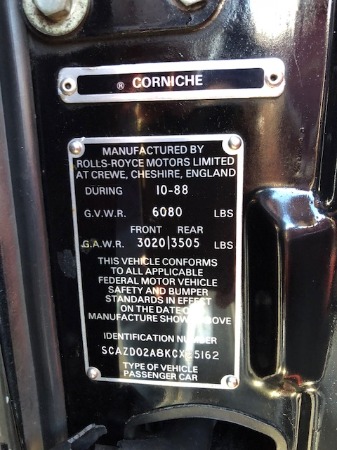 ® CORNICHE
MANUFACTURED BY
ROLLS-ROYCE MOTORS LIMITED
AT CREWE, CHESHIRE, ENGLAND
DURING 10-88
G.V.W.R. 6080 LBS
FRONT REAR
G.A.W.R. 3020|3505 LBS
THIS VEHICLE CONFORMS
TO ALL APPLICABLE
FEDERAL MOTOR VEHICLE
SAFETY AND BUMPER
STANDARDS IN EFFECT
ON THE DATE OF
MANUFACTURE SHOWN ABOVE
IDENTIFICATION NUMBER
TYPE OF VEHICLE
PASSENGER CAR